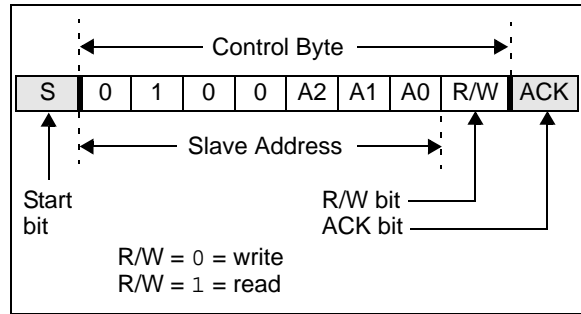 Control Byte
S 0 1 0 0 A2 A1 A0 R/W ACK
Slave Address
Start
bit
R/W bit
ACK bit
R/W = 0 = write
R/W = 1 = read